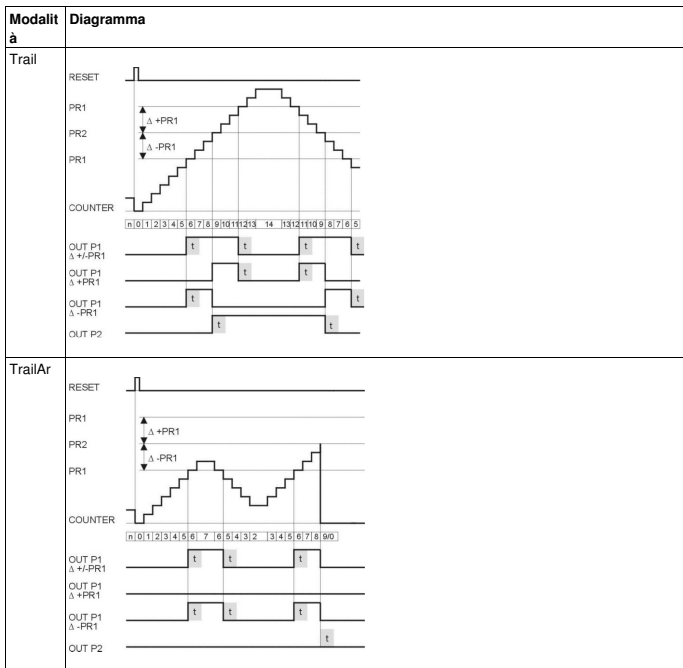 Modalit
à
Diagramma
Trail
RESET
PR1
Δ +PR1
PR2
Δ -PR1
PR1
COUNTER
n 0 1 2 3 4 5 6 7 8 9 10 11 12 13 14 13 12 11 10 9 8 7 6 5
OUT P1
Δ +/-PR1
t t t t
OUT P1
Δ +PR1
t t
OUT P1
Δ -PR1
t t
OUT P2
t t
TrailAr
RESET
PR1
Δ +PR1
PR2
Δ -PR1
PR1
COUNTER
n 0 1 2 3 4 5 6 7 6 5 4 3 2 3 4 5 6 7 8 9/0
OUT P1
Δ +/-PR1
t t t
OUT P1
Δ +PR1
OUT P1
Δ -PR1
t t t
OUT P2
t